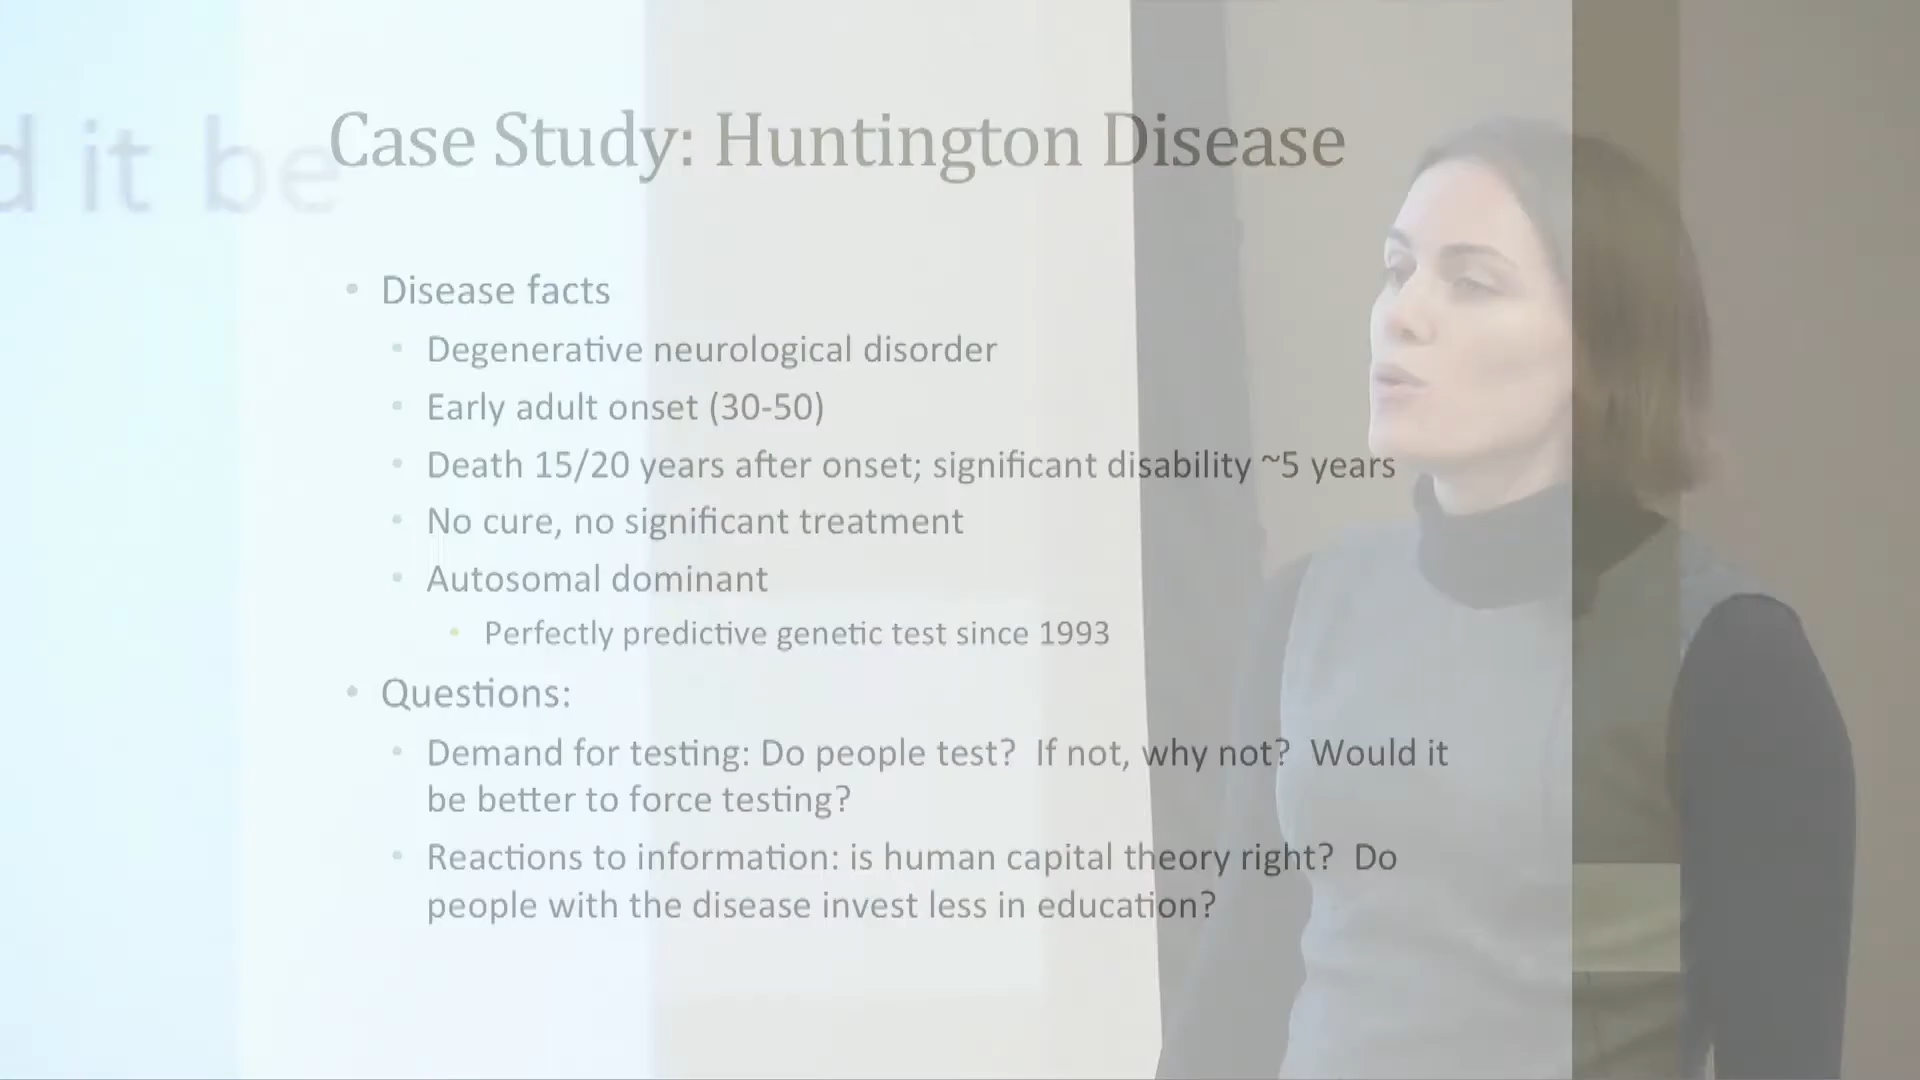 d it be
Case Study: Huntington Disease
• Disease facts
• Degenerative neurological disorder
• Early adult onset (30-50)
• Death 15/20 years after onset; significant disability ~5 years
• No cure, no significant treatment
• Autosomal dominant
• Perfectly predictive genetic test since 1993
• Questions:
• Demand for testing: Do people test?  If not, why not?  Would it
be better to force testing?
• Reactions to information: is human capital theory right?  Do
people with the disease invest less in education?